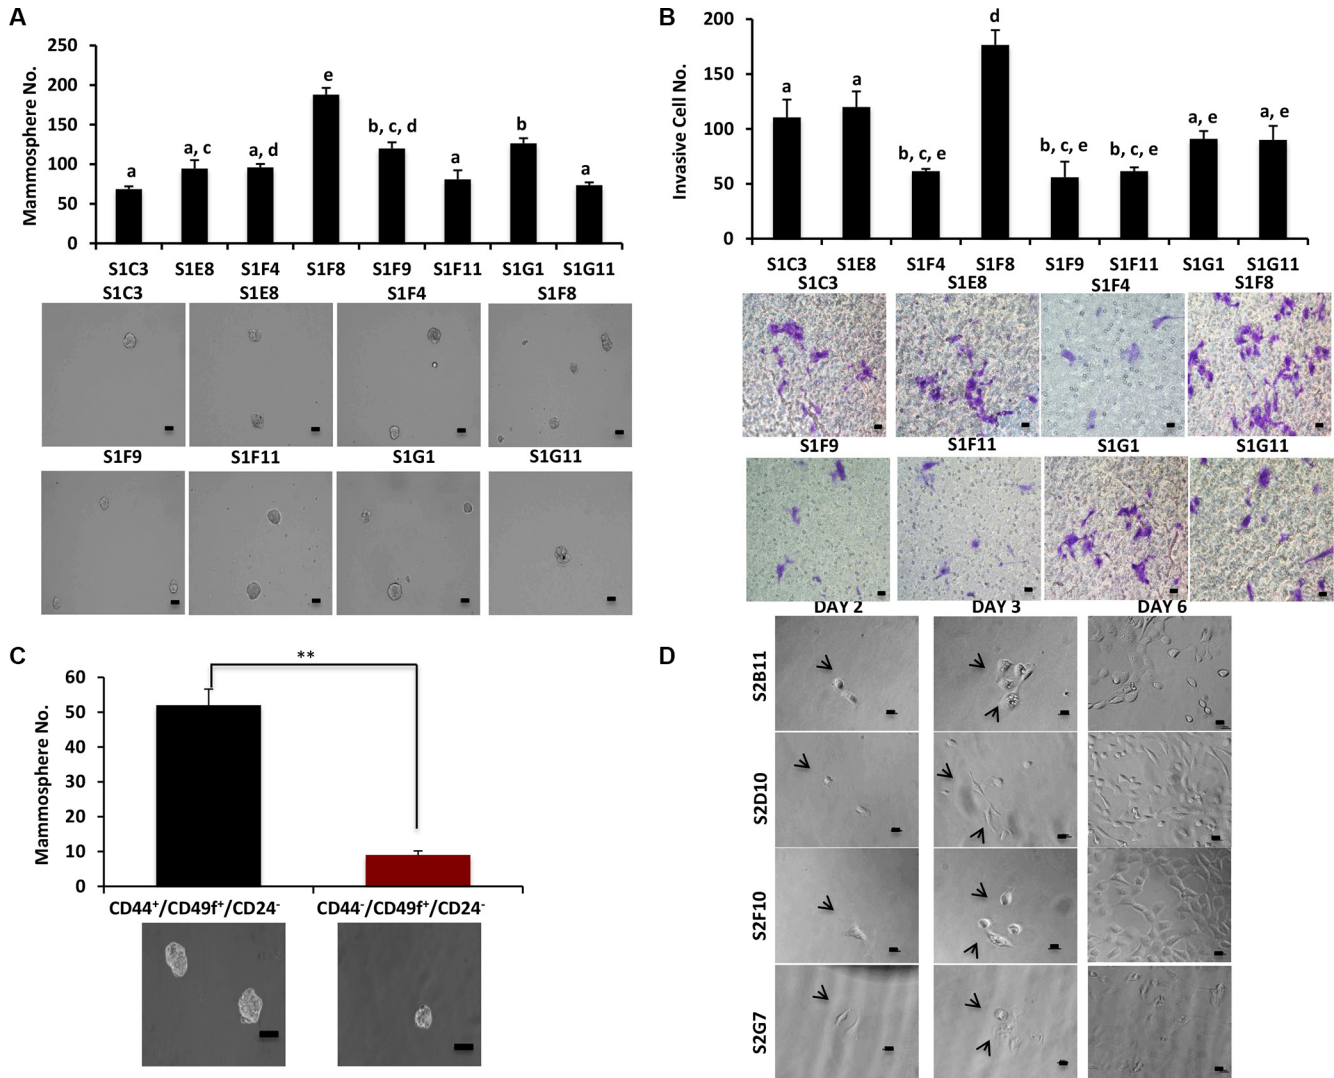 A
Mammosphere No.
250
200
150
100
50
0
a
a, c
a, d
e
b, c, d
a
b
a
S1C3 S1E8 S1F4 S1F8 S1F9 S1F11 S1G1 S1G11
S1C3 S1E8 S1F4 S1F8
S1F9 S1F11 S1G1 S1G11
B
Invasive Cell No.
200
150
100
50
0
a
a
b, c, e
d
b, c, e
b, c, e
a, e
a, e
S1C3 S1E8 S1F4 S1F8 S1F9 S1F11 S1G1 S1G11
S1C3 S1E8 S1F4 S1F8
S1F9 S1F11 S1G1 S1G11
C
Mammosphere No.
60
50
40
30
20
10
0
**
CD44⁺/CD49f⁺/CD24⁻ CD44⁻/CD49f⁺/CD24⁻
D
DAY 2 DAY 3 DAY 6
S2B11
S2D10
S2F10
S2G7